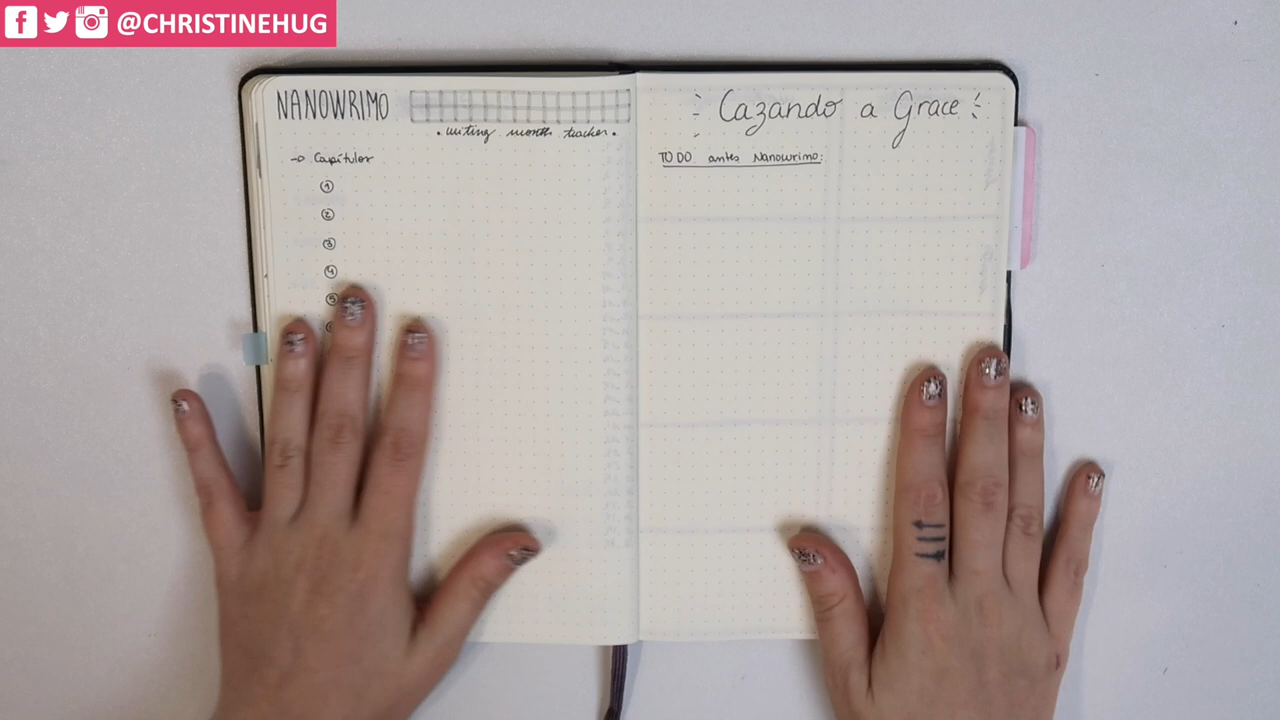 @CHRISTINEHUG
NANOWRIMO
• writing month tracker •
→ Capítulos
①
②
③
④
⑤
Cazando a Grace
TO DO antes Nanowrimo: